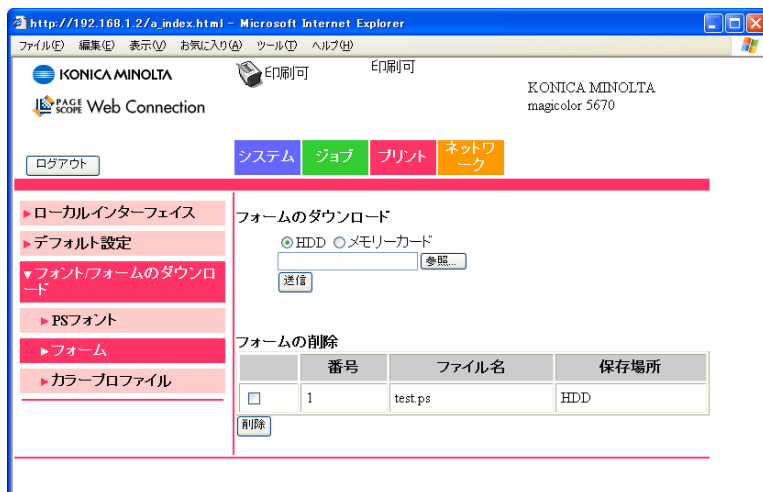 http://192.168.1.2/a_index.html - Microsoft Internet Explorer
ファイル(F) 編集(E) 表示(V) お気に入り(A) ツール(T) ヘルプ(H)
KONICA MINOLTA
印刷可
印刷可
PAGE SCOPE Web Connection
KONICA MINOLTA
magicolor 5670
ログアウト
システム
ジョブ
プリント
ネットワ
ーク
ローカルインターフェイス
デフォルト設定
フォント/フォームのダウンロ
ード
PSフォント
フォーム
カラープロファイル
フォームのダウンロード
HDD メモリーカード
参照...
送信
フォームの削除
番号 ファイル名 保存場所
1 test.ps HDD
削除